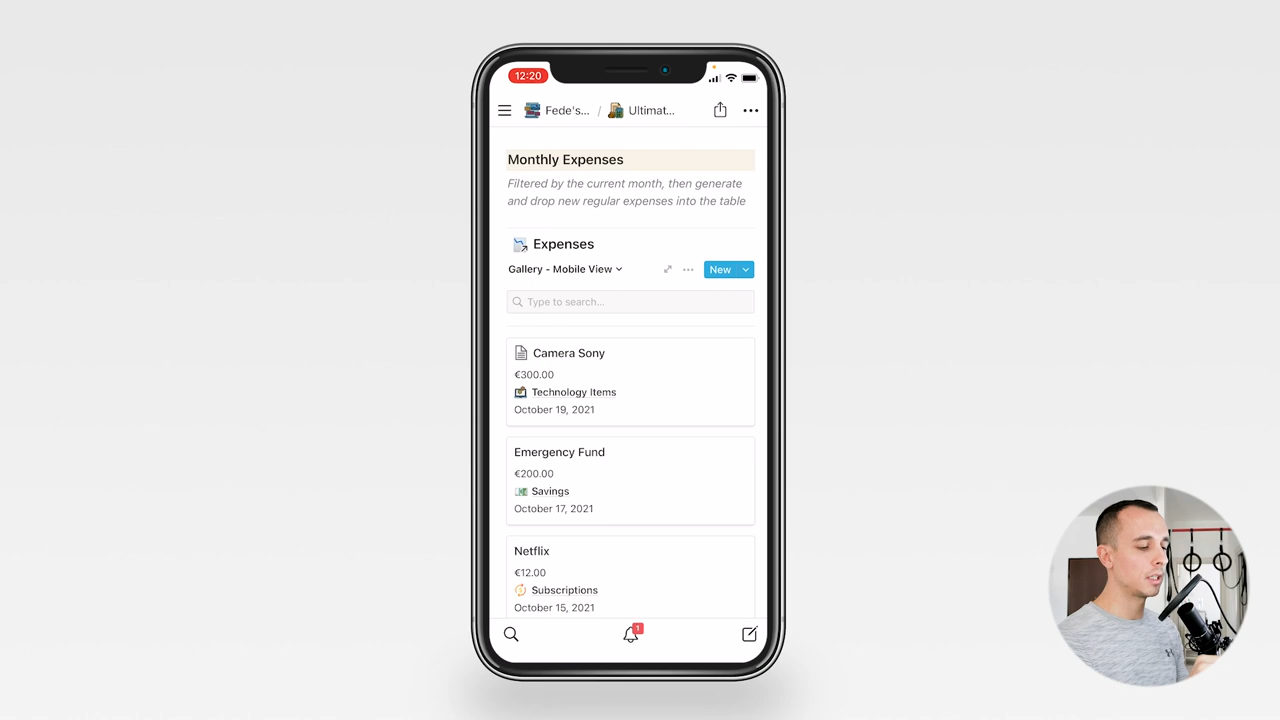 12:20
Fede's... / Ultimat...
Monthly Expenses
Filtered by the current month, then generate
and drop new regular expenses into the table
Expenses
Gallery - Mobile View
New
Type to search...
Camera Sony
€300.00
Technology Items
October 19, 2021
Emergency Fund
€200.00
Savings
October 17, 2021
Netflix
€12.00
Subscriptions
October 15, 2021
1